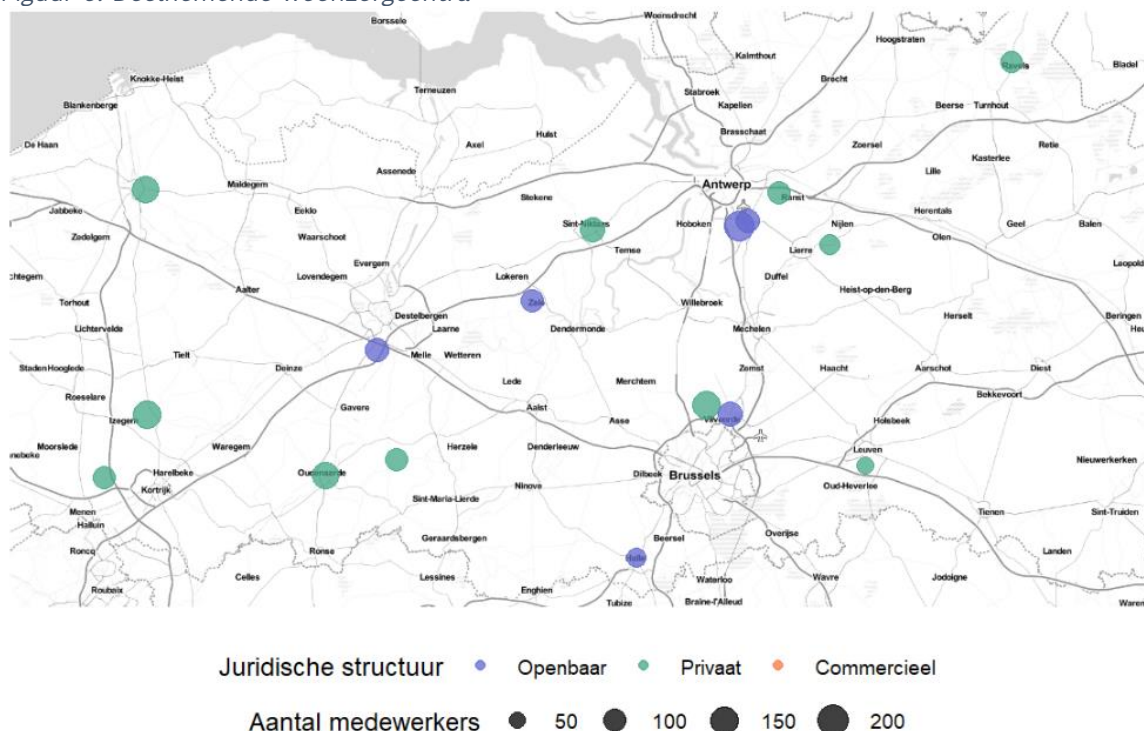 Borssele
Woensdrecht
Hoogstraten
Kalmthout
Ravels
Bladel
Knokke-Heist
Brecht
Terneuzen
Stabroek
Blankenberge
Kapellen
Beerse
Turnhout
Brasschaat
De Haan
Hulst
Axel
Zoersel
Retie
Kasterlee
Assenede
Lille
Maldegem
Antwerp
Stekene
Ranst
Jabbeke
Eeklo
Herentals
Sint-Niklaas
Hoboken
Nijlen
Geel
Balen
Zedelgem
Waarschoot
Olen
Temse
Lierre
Evergem
Leopold
chtegem
Lovendegem
Lokeren
Duffel
Aalter
Heist-op-den-Berg
Torhout
Zele
Willebroek
Destelbergen
Herselt
Beringen
Lichtervelde
Laarne
Dendermonde
Mechelen
Tielt
Melle
Wetteren
Staden
Hooglede
Deinze
Zemst
Haacht
Aarschot
Diest
Lede
Merchtem
Roeselare
Bekkevoort
Gavere
Aalst
Izegem
Asse
Vilvoorde
Holsbeek
Moorslede
Waregem
Herzele
Denderleeuw
Leuven
nnebeke
Nieuwerkerken
Harelbeke
Oudenaarde
Dilbeek
Brussels
Kortrijk
Ninove
Oud-Heverlee
Sint-Maria-Lierde
Menen
Tienen
Sint-Truiden
Halluin
Geraardsbergen
Beersel
Overijse
Roncq
Ronse
Halle
Landen
Celles
Lessines
Waterloo
Wavre
Jodoigne
Roubaix
Enghien
Tubize
Braine-l'Alleud
Waren
Juridische structuur Openbaar Privaat Commercieel
Aantal medewerkers 50 100 150 200